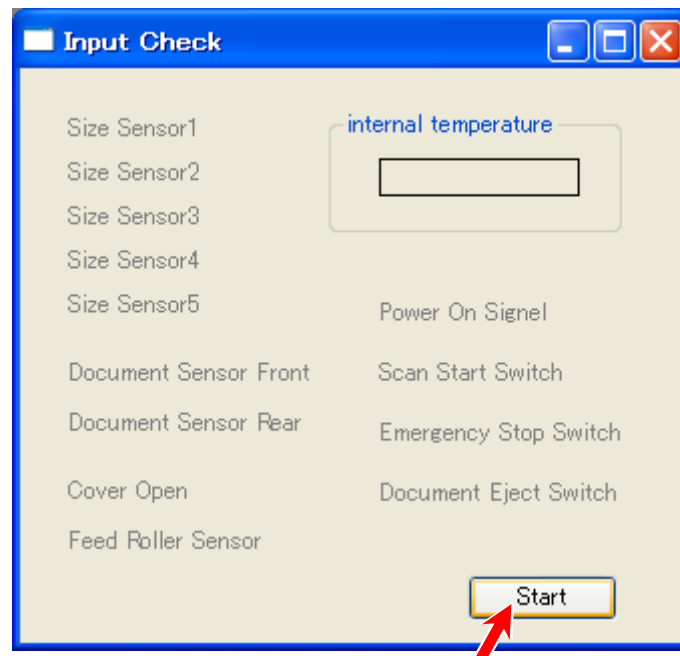 Input Check
Size Sensor1
Size Sensor2
Size Sensor3
Size Sensor4
Size Sensor5
Document Sensor Front
Document Sensor Rear
Cover Open
Feed Roller Sensor
internal temperature
Power On Signel
Scan Start Switch
Emergency Stop Switch
Document Eject Switch
Start